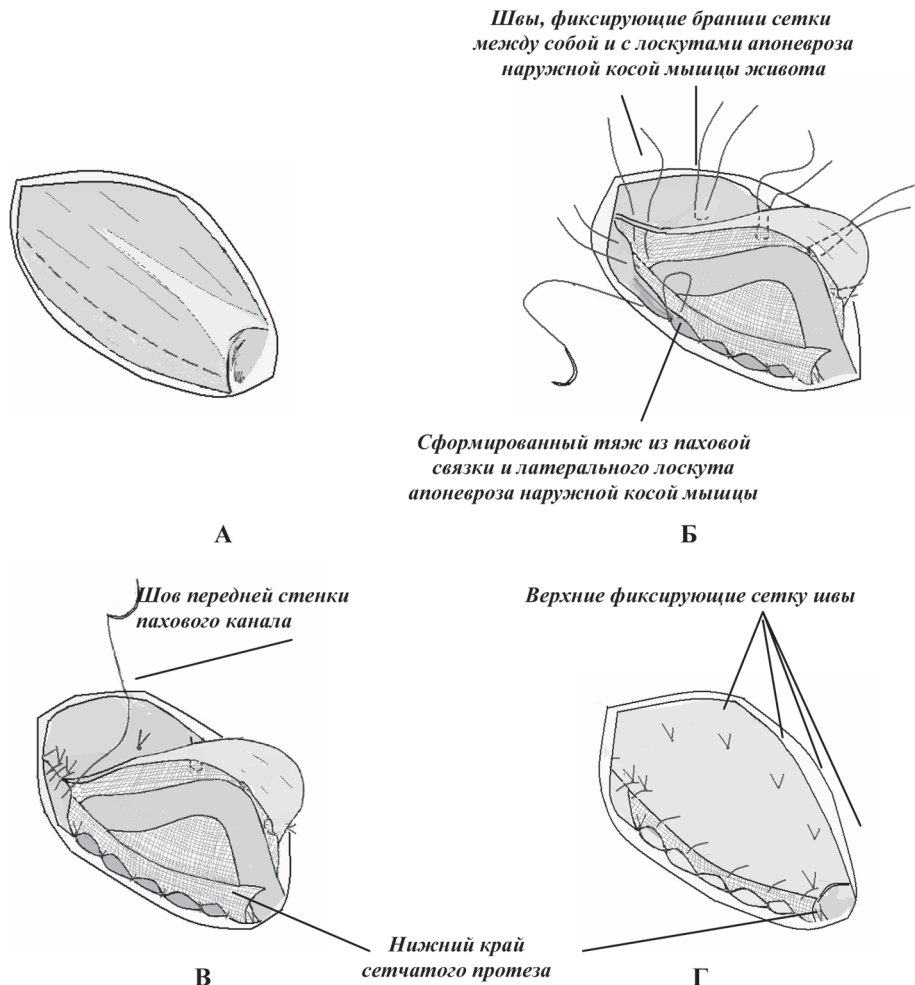 Швы, фиксирующие бранши сетки
между собой и с лоскутами апоневроза
наружной косой мышцы живота
Сформированный тяж из паховой
связки и латерального лоскута
апоневроза наружной косой мышцы
А
Б
Шов передней стенки
пахового канала
Верхние фиксирующие сетку швы
Нижний край
сетчатого протеза
В
Г